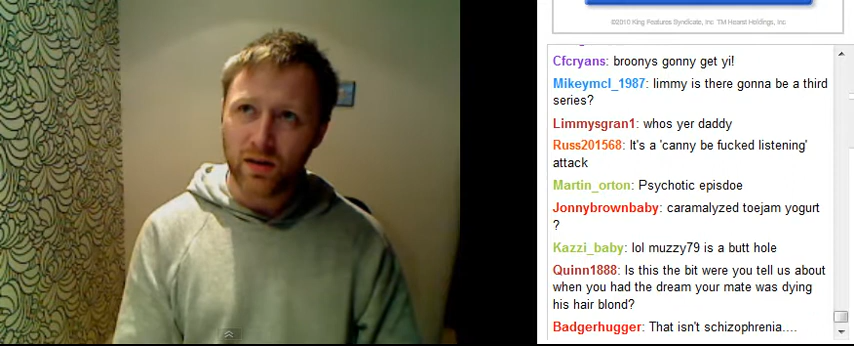 ©2010 King Features Syndicate, Inc TM Hearst Holdings, Inc.
Cfcryans: broonys gonny get yi!
Mikeymcl_1987: limmy is there gonna be a third
series?
Limmysgran1: whos yer daddy
Russ201568: It's a 'canny be fucked listening'
attack
Martin_orton: Psychotic episdoe
Jonnybrownbaby: caramalyzed toejam yogurt
?
Kazzi_baby: lol muzzy79 is a butt hole
Quinn1888: Is this the bit were you tell us about
when you had the dream your mate was dying
his hair blond?
Badgerhugger: That isn't schizophrenia....